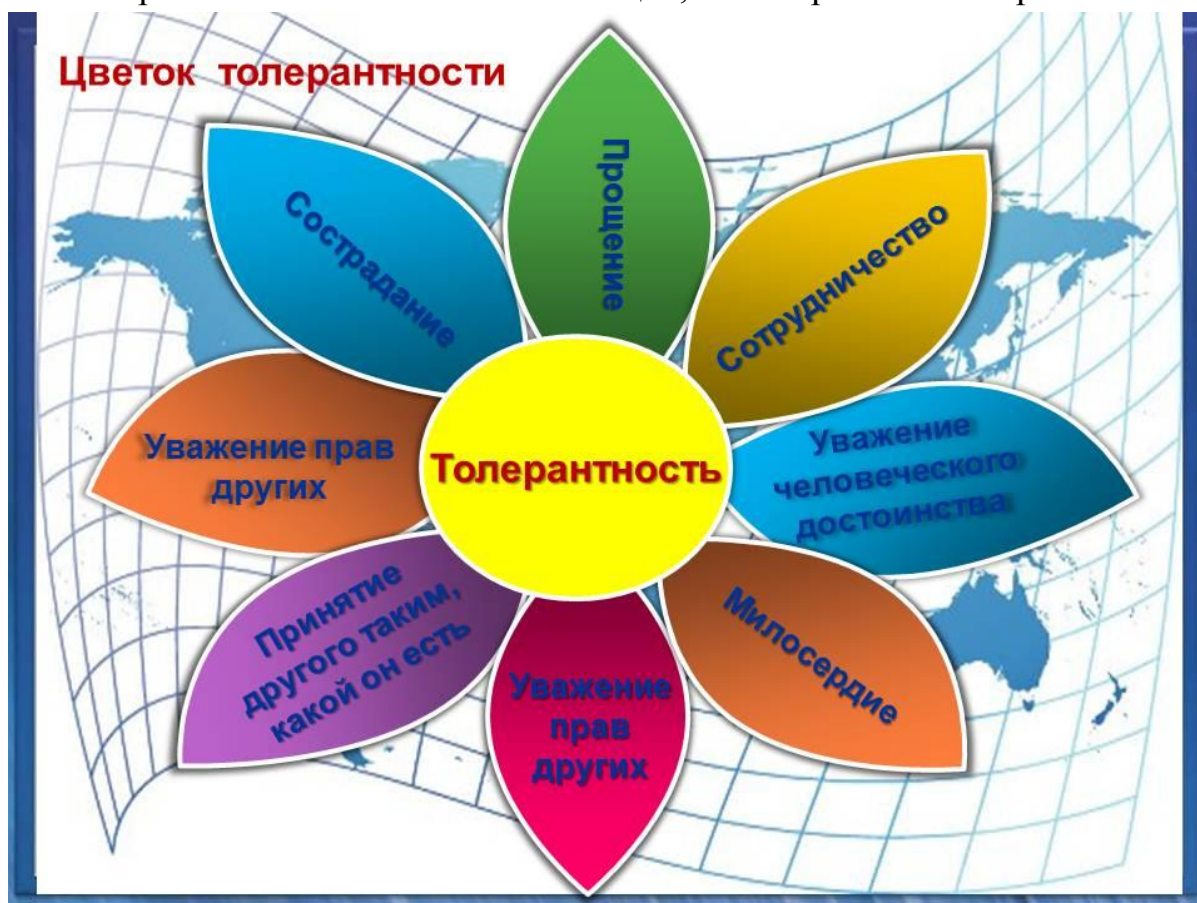 Цветок толерантности
Прощение
Сотрудничество
Сострадание
Уважение
человеческого
достоинства
Уважение прав
других
Толерантность
Милосердие
Принятие
другого таким,
какой он есть
Уважение
прав
других